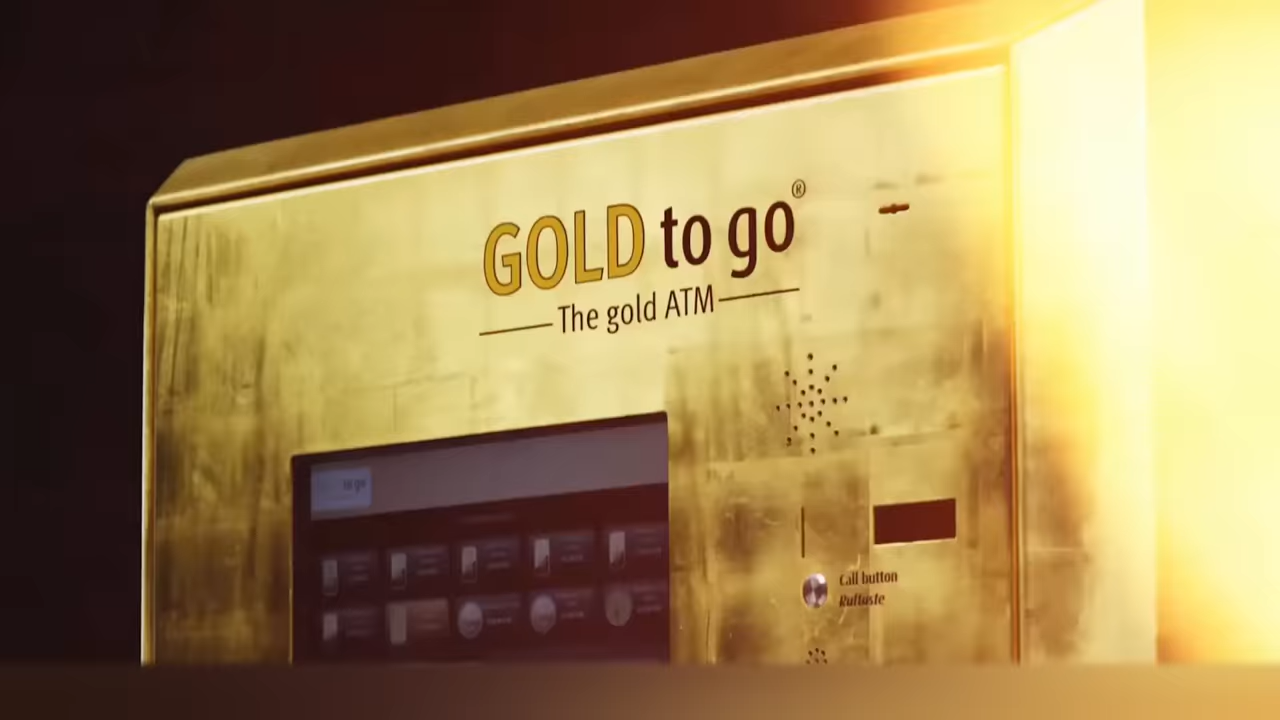 GOLD to go®
The gold ATM
to go
Call button
Ruftaste